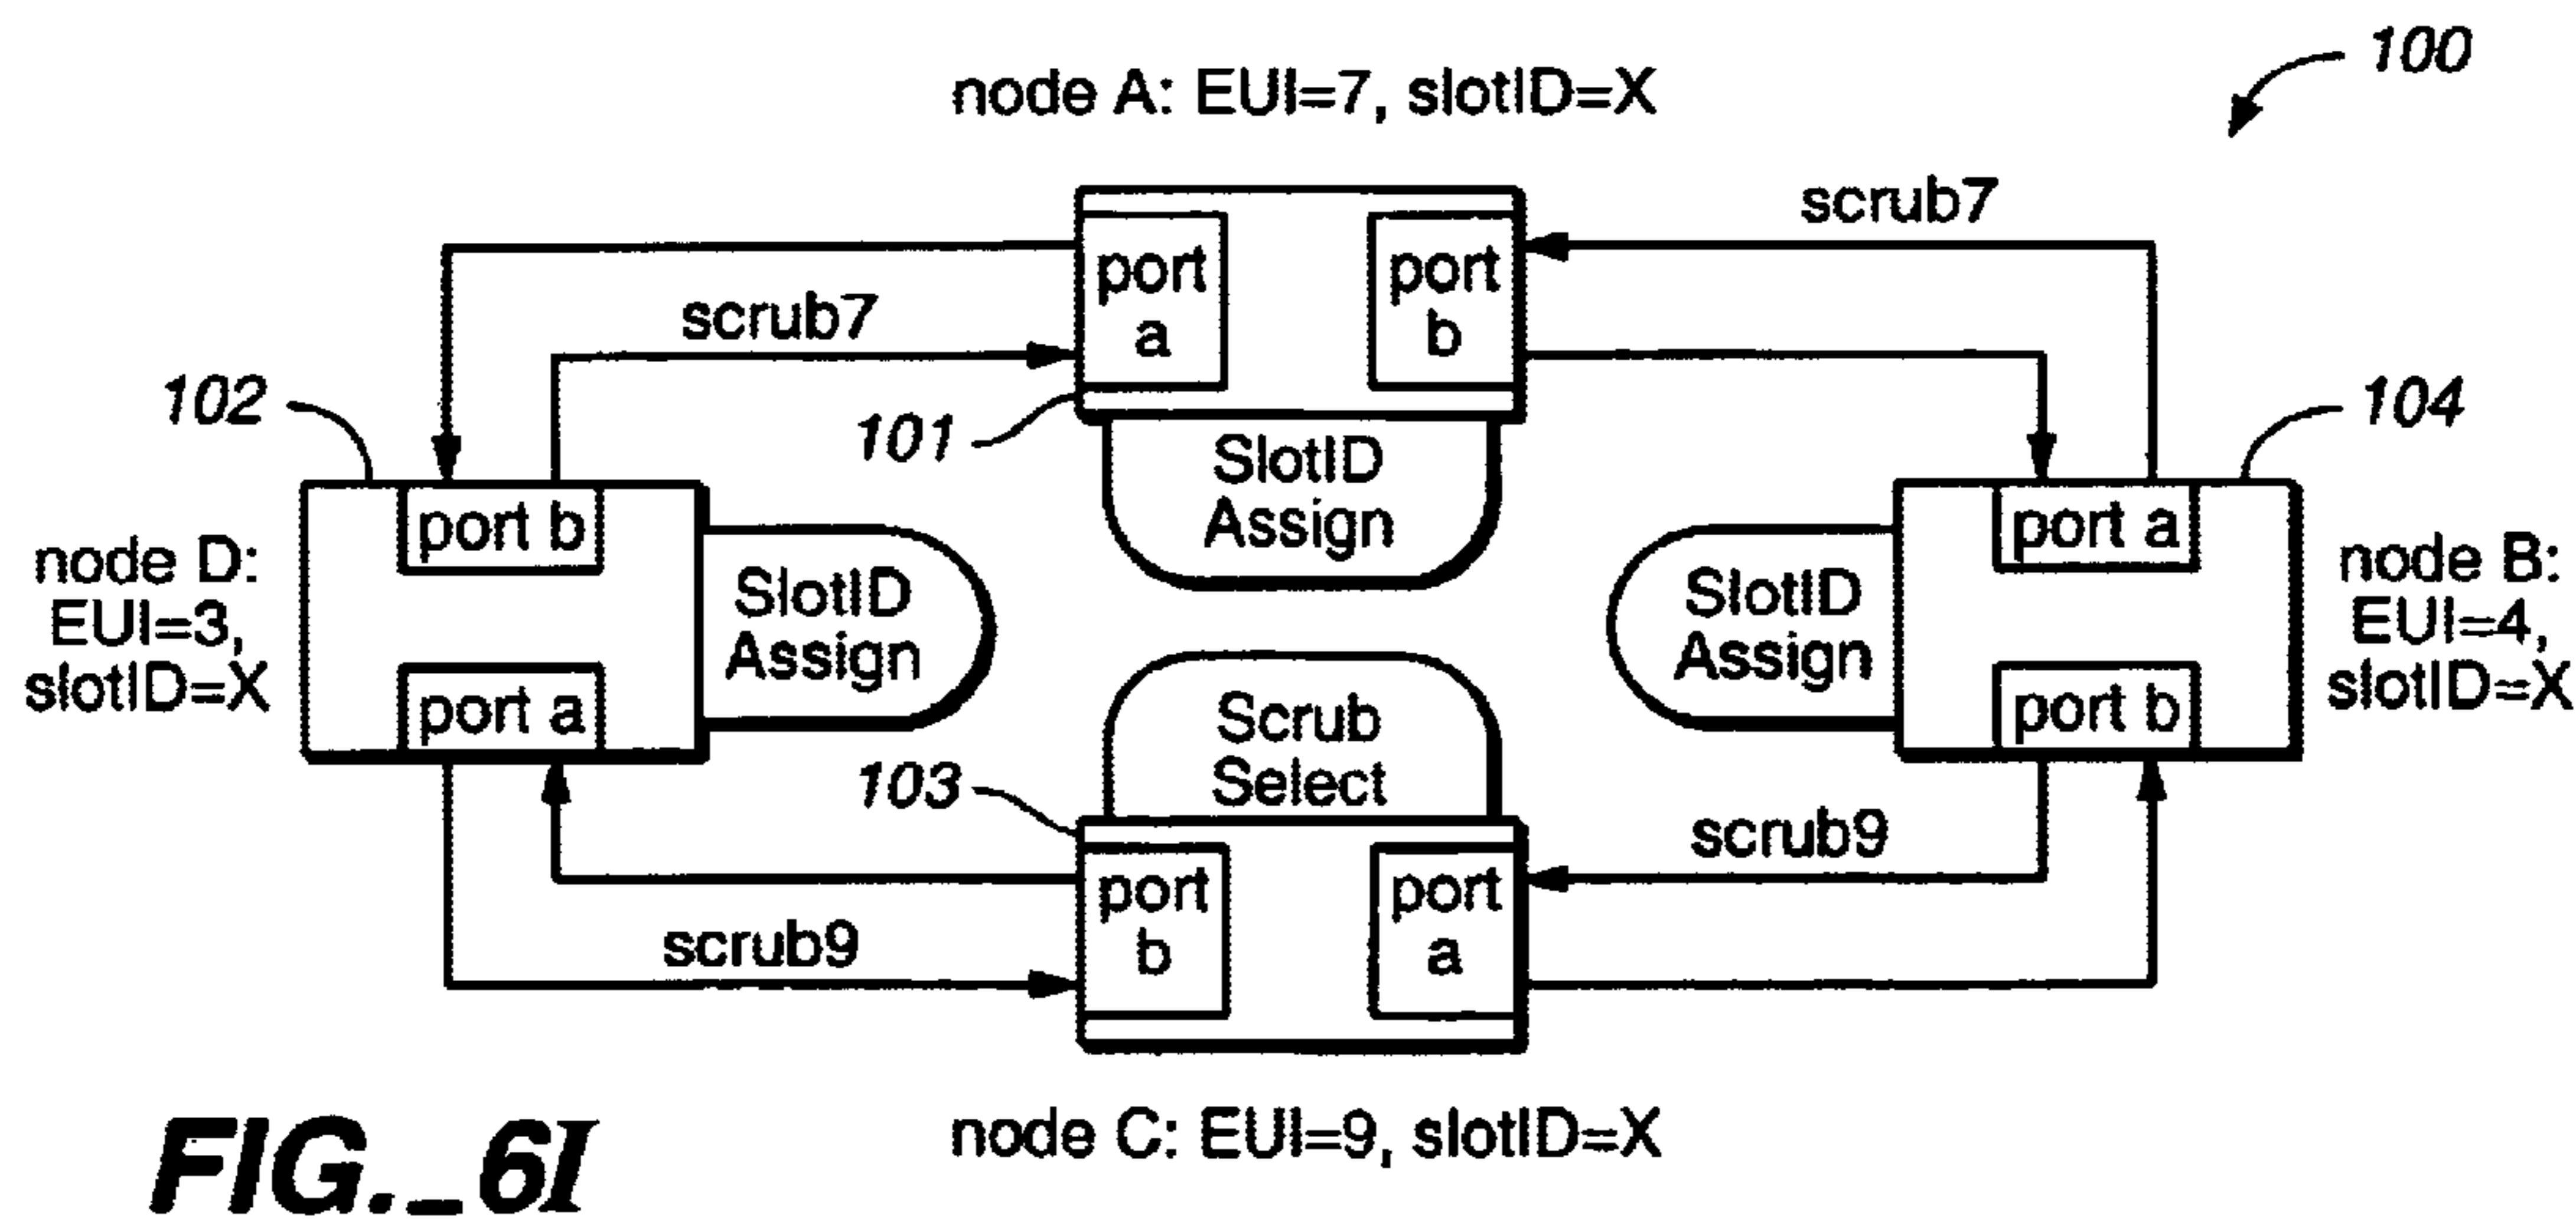 100
node A: EUI=7, slotID=X
scrub7
port
a
port
b
scrub7
102
101
104
SlotID
Assign
port b
port a
node D:
EUI=3,
slotID=X
SlotID
Assign
SlotID
Assign
node B:
EUI=4,
slotID=X
port a
port b
Scrub
Select
103
scrub9
port
b
port
a
scrub9
node C: EUI=9, slotID=X
FIG._6I